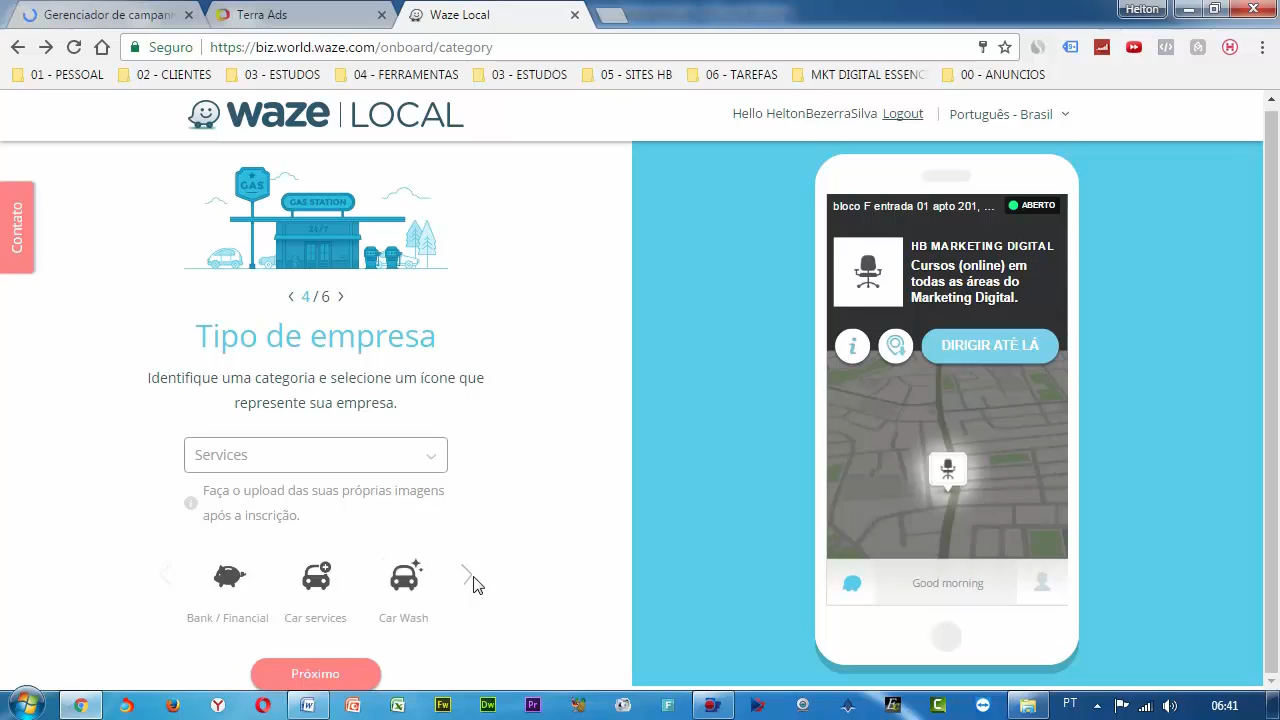 Helton
Gerenciador de campanh
Terra Ads
Waze Local
Seguro
https://biz.world.waze.com/onboard/category
01 - PESSOAL
02 - CLIENTES
03 - ESTUDOS
04 - FERRAMENTAS
03 - ESTUDOS
05 - SITES HB
06 - TAREFAS
MKT DIGITAL ESSENC
00 - ANUNCIOS
waze | LOCAL
Hello HeltonBezerraSilva Logout
Português - Brasil
Contato
GAS
GAS STATION
24/7
4 / 6
Tipo de empresa
Identifique uma categoria e selecione um ícone que
represente sua empresa.
Services
Faça o upload das suas próprias imagens
após a inscrição.
Bank / Financial
Car services
Car Wash
Próximo
bloco F entrada 01 apto 201, ...
ABERTO
HB MARKETING DIGITAL
Cursos (online) em
todas as áreas do
Marketing Digital.
DIRIGIR ATÉ LÁ
Good morning
PT
06:41